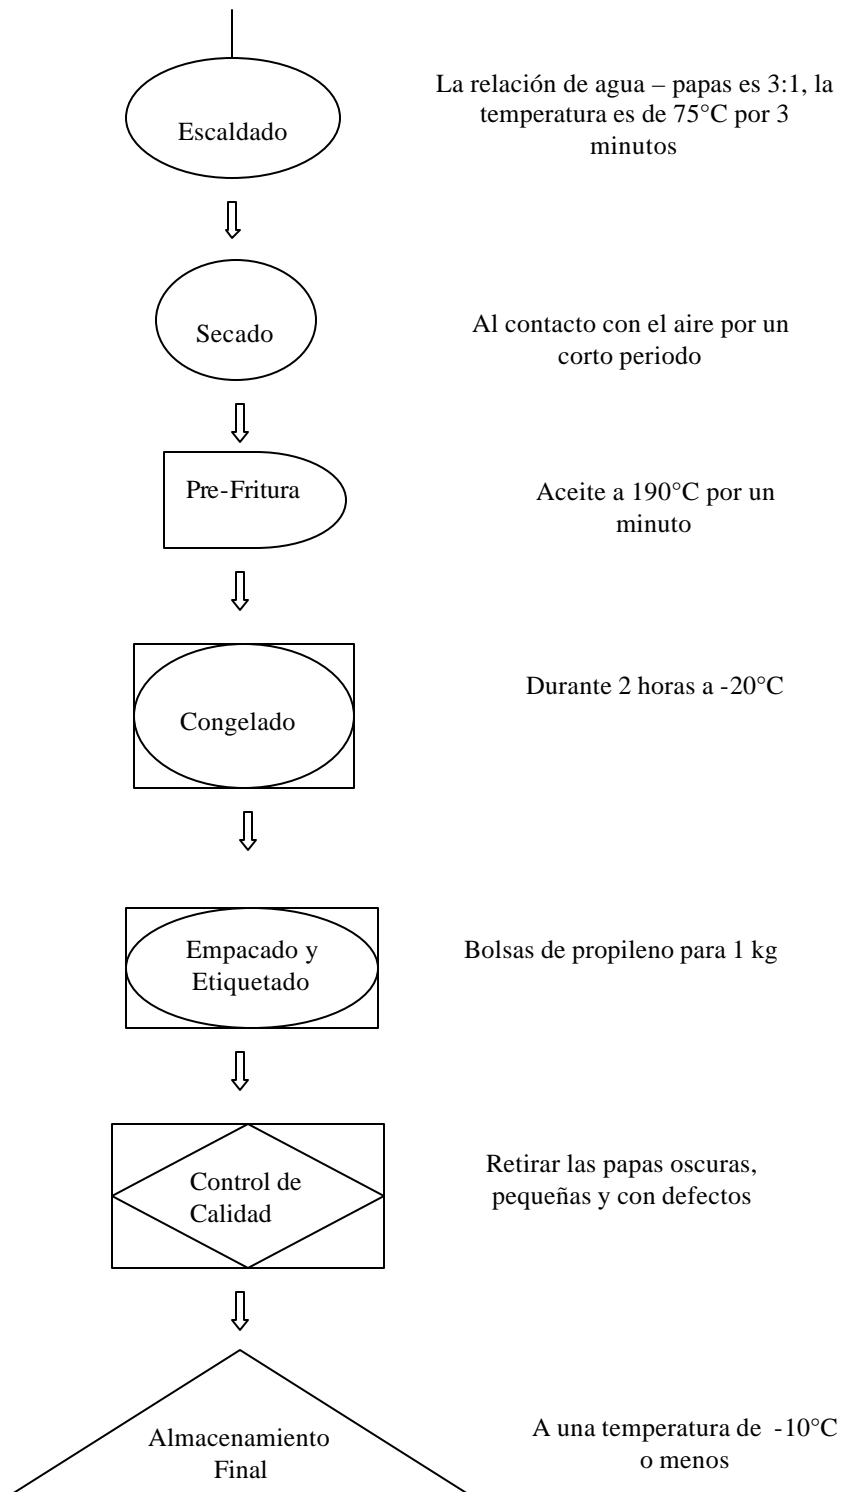 Escaldado
La relación de agua – papas es 3:1, la
temperatura es de 75°C por 3
minutos
Secado
Al contacto con el aire por un
corto periodo
Pre-Fritura
Aceite a 190°C por un
minuto
Congelado
Durante 2 horas a -20°C
Empacado y
Etiquetado
Bolsas de propileno para 1 kg
Control de
Calidad
Retirar las papas oscuras,
pequeñas y con defectos
Almacenamiento
Final
A una temperatura de -10°C
o menos